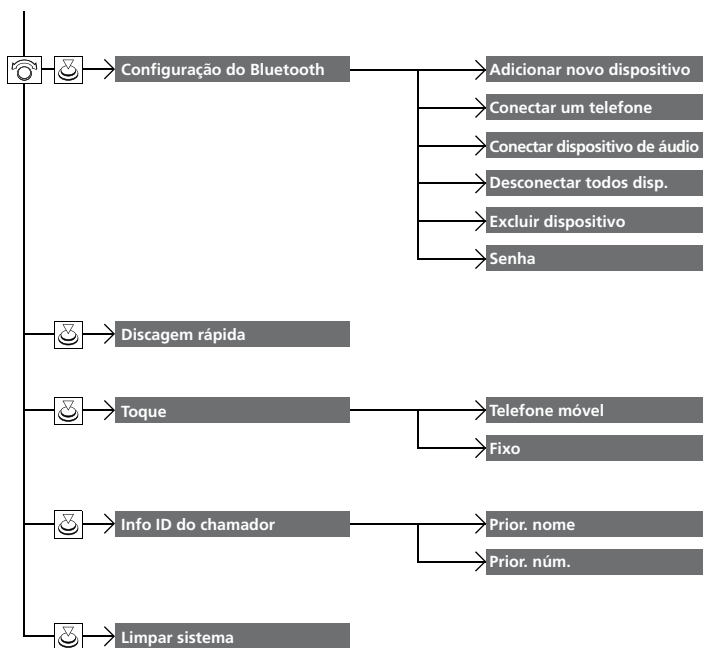 Configuração do Bluetooth
Adicionar novo dispositivo
Conectar um telefone
Conectar dispositivo de áudio
Desconectar todos disp.
Excluir dispositivo
Senha
Discagem rápida
Toque
Telefone móvel
Fixo
Info ID do chamador
Prior. nome
Prior. núm.
Limpar sistema